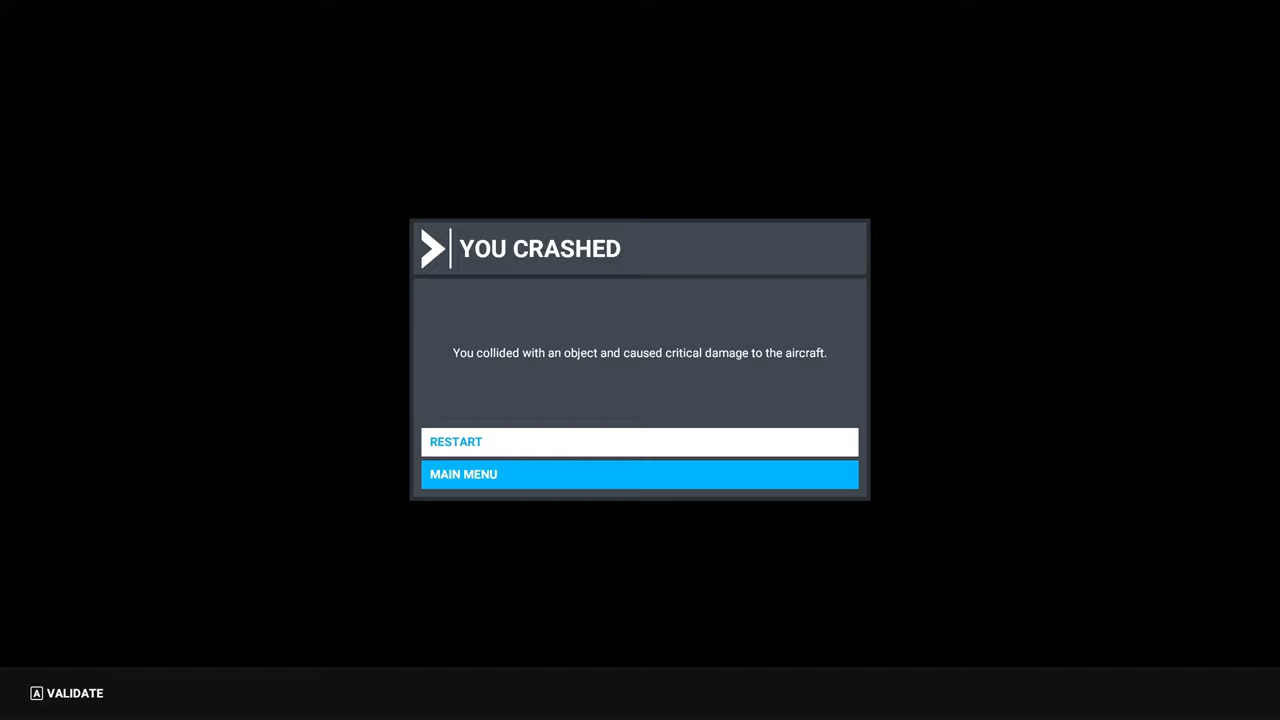 YOU CRASHED
You collided with an object and caused critical damage to the aircraft.
RESTART
MAIN MENU
A VALIDATE